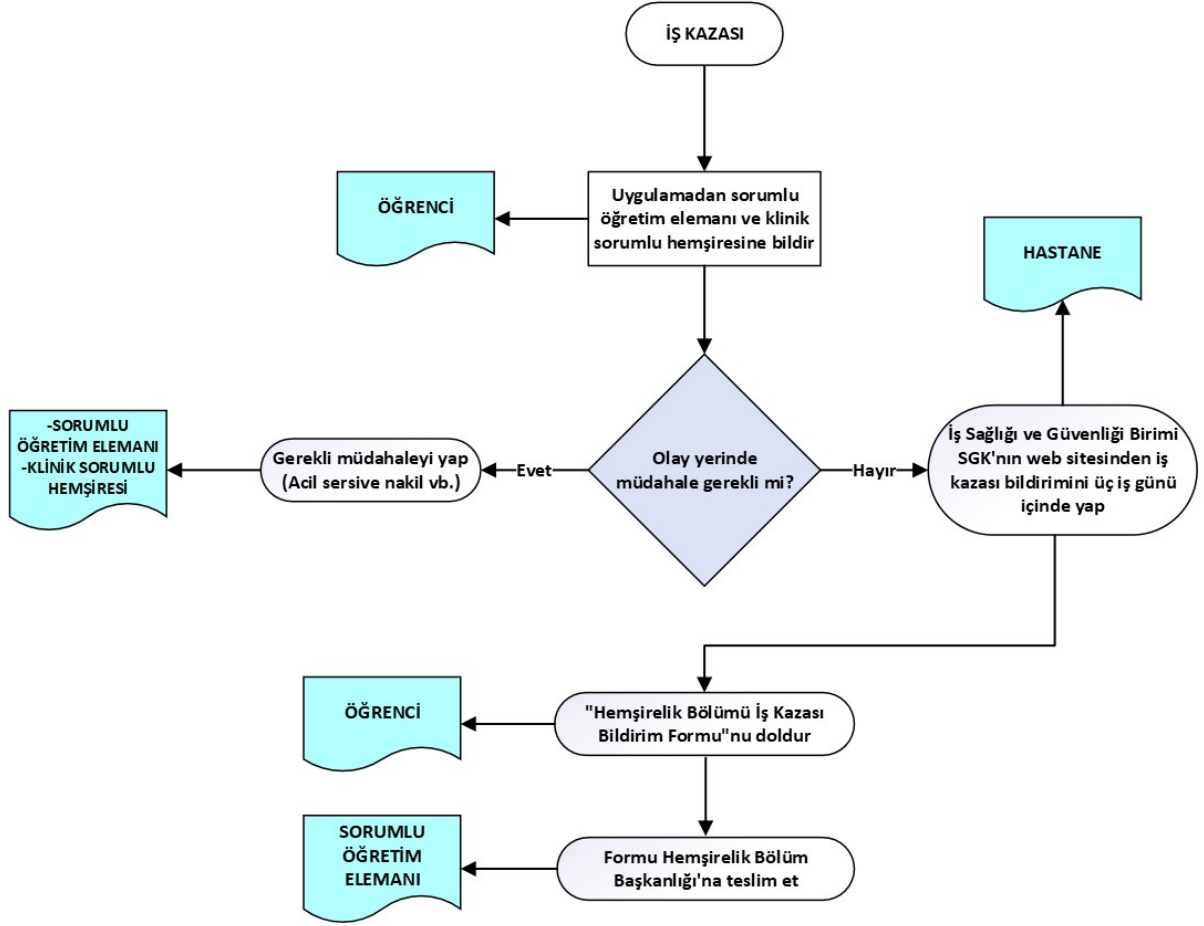 İŞ KAZASI
ÖĞRENCİ
Uygulamadan sorumlu
öğretim elemanı ve klinik
sorumlu hemşiresine bildir
HASTANE
-SORUMLU
ÖĞRETİM ELEMANI
-KLİNİK SORUMLU
HEMŞİRESİ
Gerekli müdahaleyi yap
(Acil sersive nakil vb.)
Evet
Olay yerinde
müdahale gerekli mi?
Hayır
İş Sağlığı ve Güvenliği Birimi
SGK'nın web sitesinden iş
kazası bildirimini üç iş günü
içinde yap
ÖĞRENCİ
"Hemşirelik Bölümü İş Kazası
Bildirim Formu"nu doldur
SORUMLU
ÖĞRETİM
ELEMANI
Formu Hemşirelik Bölüm
Başkanlığı'na teslim et